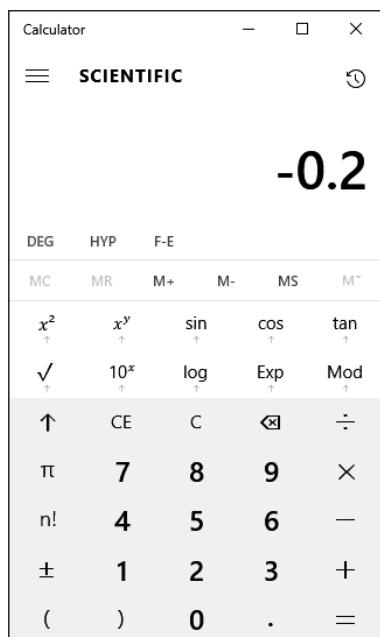 Calculator
SCIENTIFIC
-0.2
DEG HYP F-E
MC MR M+ M- MS M˅
x² xʸ sin cos tan
√ 10ˣ log Exp Mod
↑ CE C ⌫ ÷
π 7 8 9 ×
n! 4 5 6 −
± 1 2 3 +
( ) 0 . =